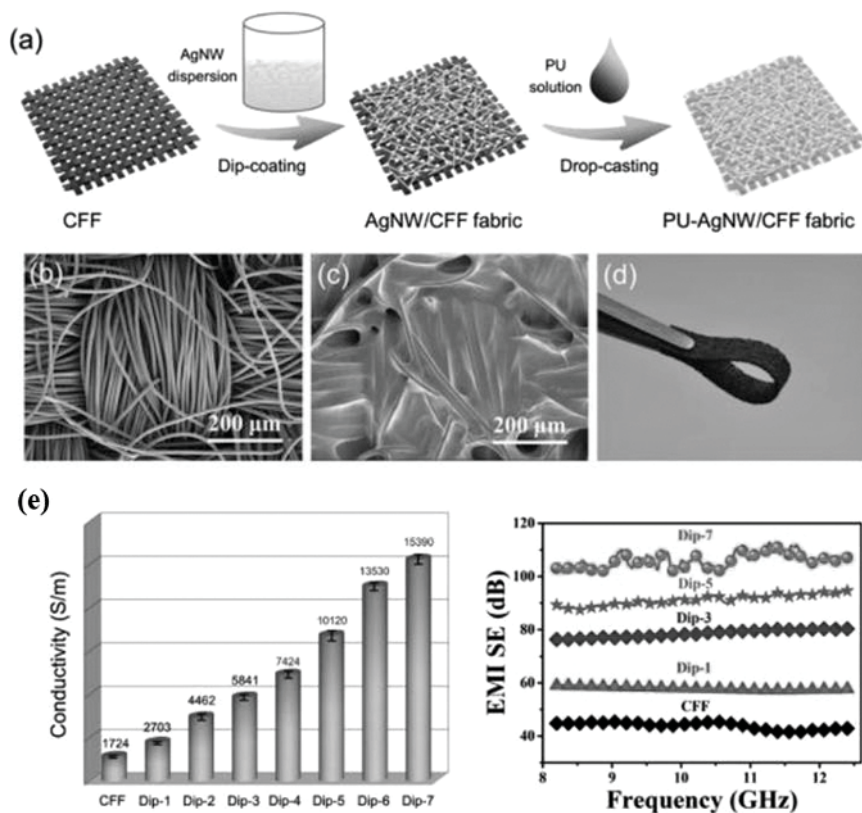 (a)
AgNW
dispersion
PU
solution
Dip-coating
Drop-casting
CFF
AgNW/CFF fabric
PU-AgNW/CFF fabric
(b)
200 μm
(c)
200 μm
(d)
(e)
Conductivity (S/m)
1724
2703
4462
5841
7424
10120
13530
15390
CFF Dip-1 Dip-2 Dip-3 Dip-4 Dip-5 Dip-6 Dip-7
EMI SE (dB)
120
100
80
60
40
Dip-7
Dip-5
Dip-3
Dip-1
CFF
8 9 10 11 12
Frequency (GHz)